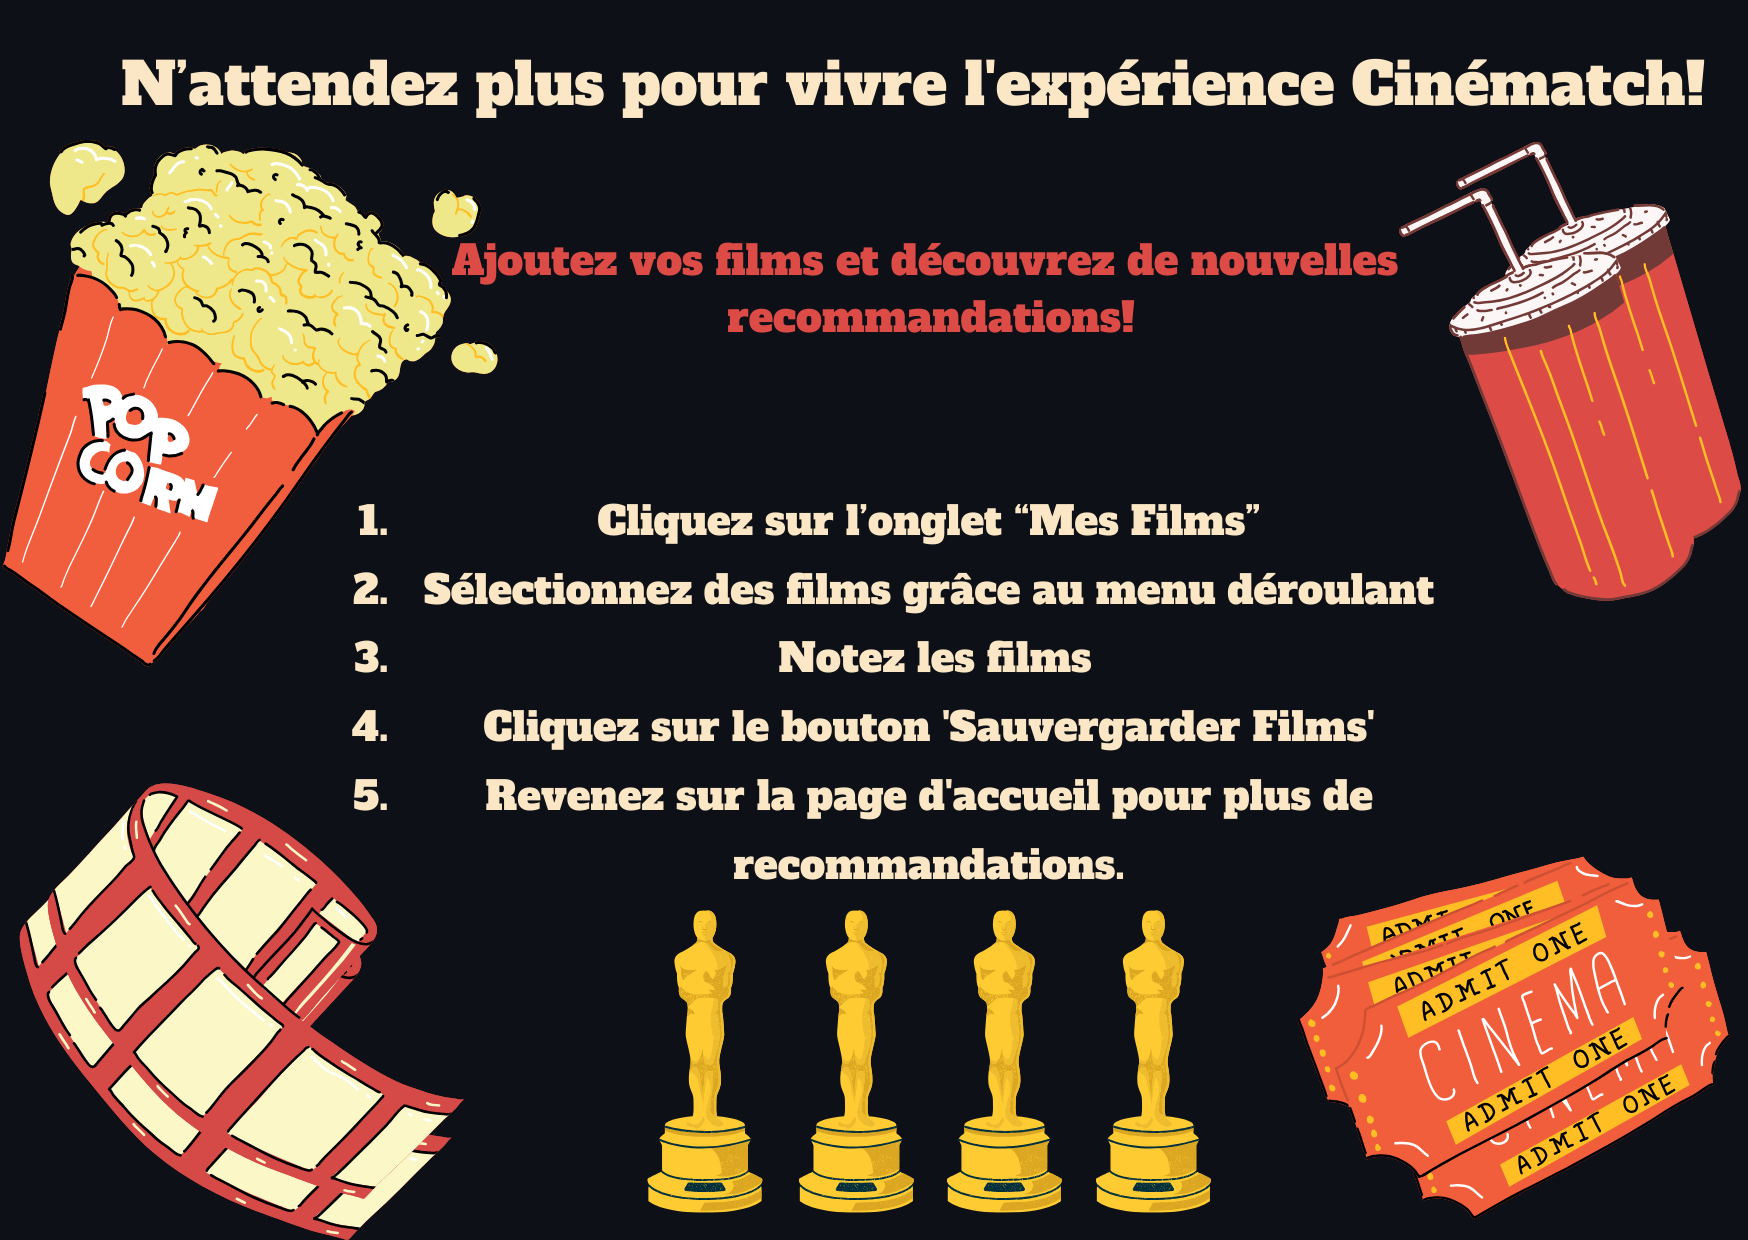 N’attendez plus pour vivre l'expérience Cinématch!
Ajoutez vos films et découvrez de nouvelles
recommandations!
POP
CORN
1. Cliquez sur l’onglet “Mes Films”
2. Sélectionnez des films grâce au menu déroulant
3. Notez les films
4. Cliquez sur le bouton 'Sauvergarder Films'
5. Revenez sur la page d'accueil pour plus de
recommandations.
ADMIT ONE
CINEMA
ADMIT ONE
ADMIT ONE